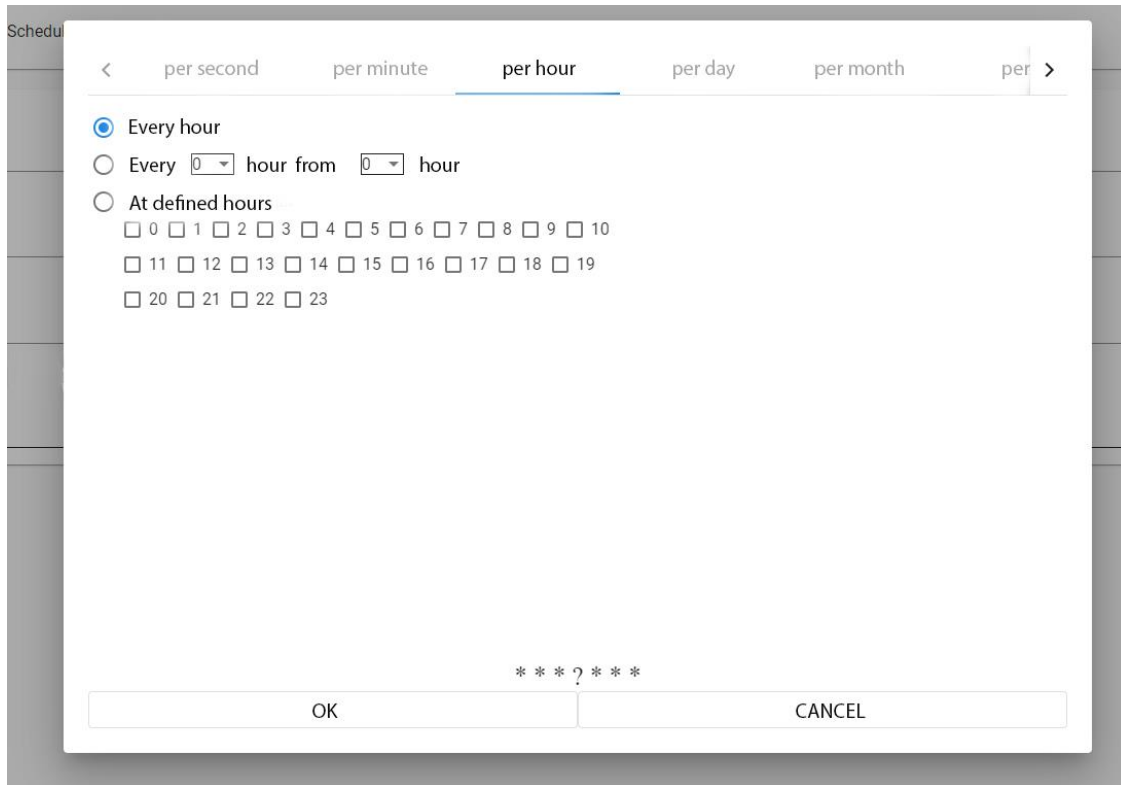 Schedul
per second per minute per hour per day per month per
Every hour
Every 0 hour from 0 hour
At defined hours
0 1 2 3 4 5 6 7 8 9 10
11 12 13 14 15 16 17 18 19
20 21 22 23
* * * ? * * *
OK CANCEL